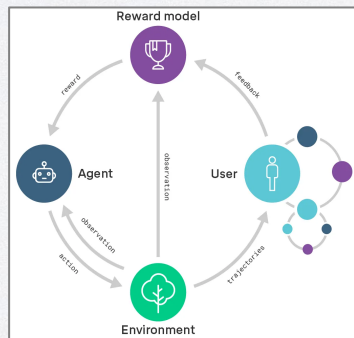 Reward model
reward
feedback
observation
Agent
User
observation
action
trajectories
Environment